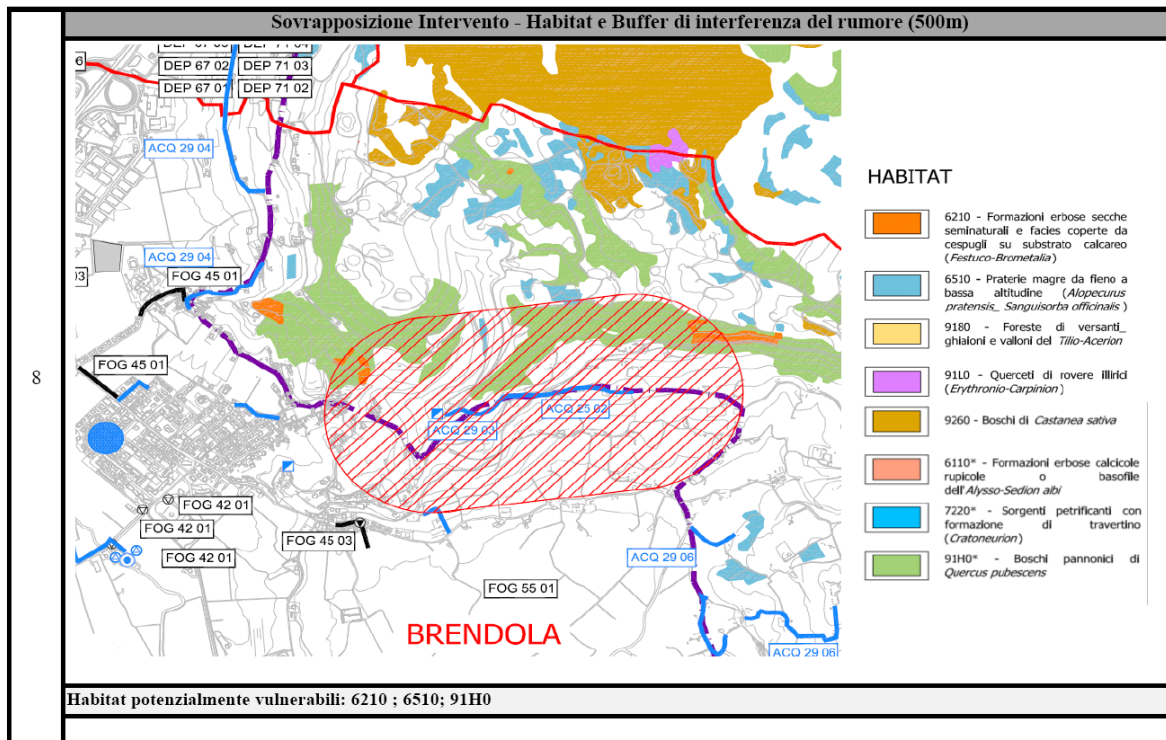 Sovrapposizione Intervento - Habitat e Buffer di interferenza del rumore (500m)
8
DEP 67 02
DEP 71 03
DEP 67 01
DEP 71 02
ACQ 29 04
ACQ 29 04
FOG 45 01
FOG 45 01
ACQ 25 02
ACQ 29 03
FOG 42 01
FOG 42 01
FOG 42 01
FOG 45 03
ACQ 29 06
FOG 55 01
BRENDOLA
ACQ 29 06
HABITAT
6210 - Formazioni erbose secche
seminaturali e facies coperte da
cespugli su substrato calcareo
(Festuco-Brometalia)
6510 - Praterie magre da fieno a
bassa altitudine (Alopecurus
pratensis_ Sanguisorba officinalis)
9180 - Foreste di versanti_
ghiaioni e valloni del Tilio-Acerion
91L0 - Querceti di rovere illirici
(Erythronio-Carpinion)
9260 - Boschi di Castanea sativa
6110* - Formazioni erbose calcicole
rupicole o basofile
dell'Alysso-Sedion albi
7220* - Sorgenti petrificanti con
formazione di travertino
(Cratoneurion)
91H0* - Boschi pannonici di
Quercus pubescens
Habitat potenzialmente vulnerabili: 6210 ; 6510; 91H0